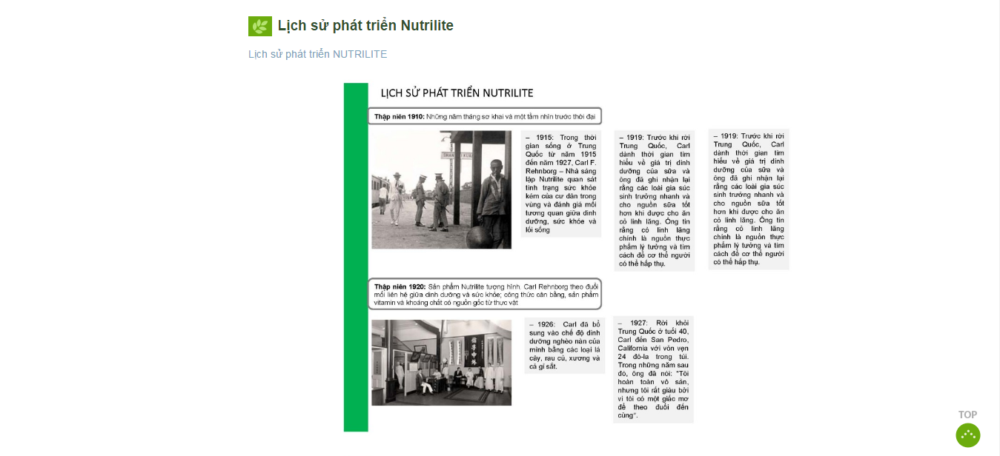 Lịch sử phát triển Nutrilite
Lịch sử phát triển NUTRILITE
LỊCH SỬ PHÁT TRIỂN NUTRILITE
Thập niên 1910: Những năm tháng sơ khai và một tầm nhìn trước thời đại
– 1915: Trong thời
gian sống ở Trung
Quốc từ năm 1915
đến năm 1927, Carl F.
Rehnborg – Nhà sáng
lập Nutrilite quan sát
tình trạng sức khỏe
kém của cư dân trong
vùng và đánh giá mối
tương quan giữa dinh
dưỡng, sức khỏe và
lối sống
– 1919: Trước khi rời
Trung Quốc, Carl
dành thời gian tìm
hiểu về giá trị dinh
dưỡng của sữa và
ông đã ghi nhận lại
rằng các loài gia súc
sinh trưởng nhanh và
cho nguồn sữa tốt
hơn khi được cho ăn
cỏ linh lăng. Ông tin
rằng cỏ linh lăng
chính là nguồn thực
phẩm lý tưởng và tìm
cách để cơ thể người
có thể hấp thụ.
– 1919: Trước khi rời
Trung Quốc, Carl
dành thời gian tìm
hiểu về giá trị dinh
dưỡng của sữa và
ông đã ghi nhận lại
rằng các loài gia súc
sinh trưởng nhanh và
cho nguồn sữa tốt
hơn khi được cho ăn
cỏ linh lăng. Ông tin
rằng cỏ linh lăng
chính là nguồn thực
phẩm lý tưởng và tìm
cách để cơ thể người
có thể hấp thụ.
Thập niên 1920: Sản phẩm Nutrilite tượng hình. Carl Rehnborg theo đuổi
mối liên hệ giữa dinh dưỡng và sức khỏe; công thức cân bằng, sản phẩm
vitamin và khoáng chất có nguồn gốc từ thực vật
– 1926: Carl đã bổ
sung vào chế độ dinh
dưỡng nghèo nàn của
mình bằng các loại lá
cây, rau củ, xương và
cả gỉ sắt.
– 1927: Rời khỏi
Trung Quốc ở tuổi 40,
Carl đến San Pedro,
California với vỏn vẹn
24 đô-la trong túi.
Trong những năm sau
đó, ông đã nói: "Tôi
hoàn toàn vô sản,
nhưng tôi rất giàu bởi
vì tôi có một giấc mơ
để theo đuổi đến
cùng".
TOP